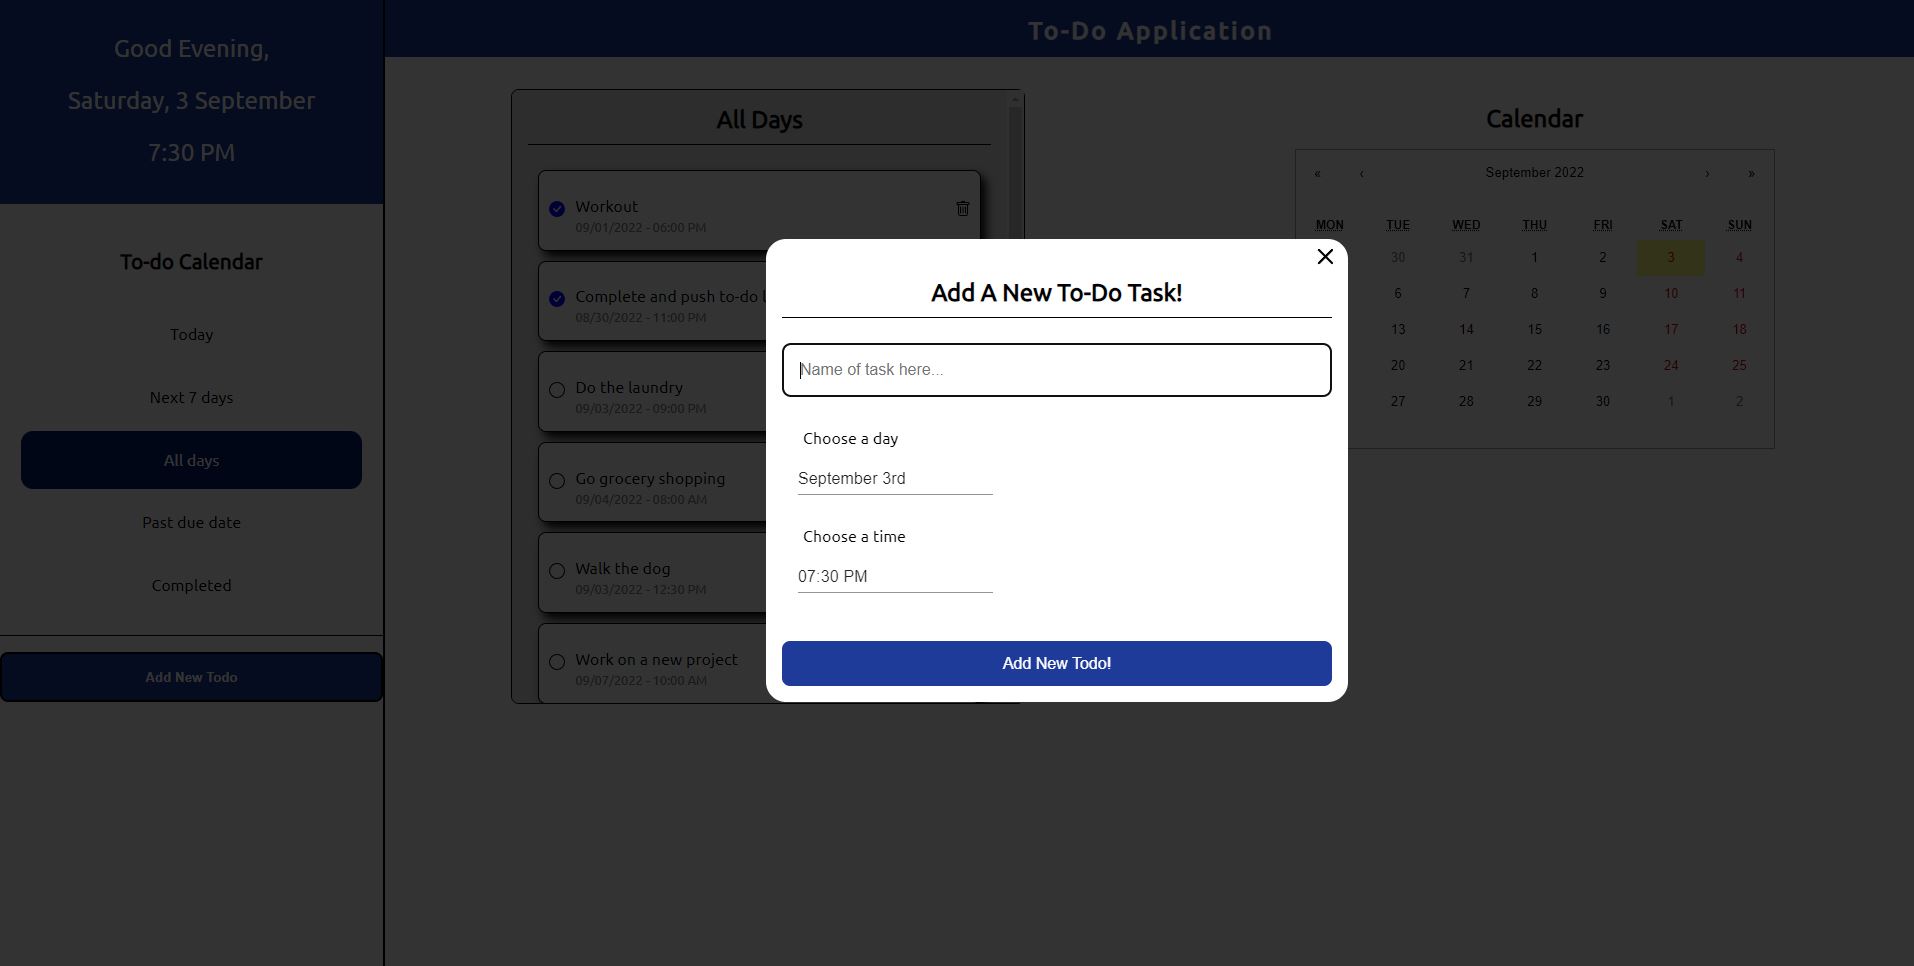 Good Evening,
Saturday, 3 September
7:30 PM
To-do Calendar
Today
Next 7 days
All days
Past due date
Completed
Add New Todo
To-Do Application
All Days
Workout
09/01/2022 - 06:00 PM
Complete and push to-do l
08/30/2022 - 11:00 PM
Do the laundry
09/03/2022 - 09:00 PM
Go grocery shopping
09/04/2022 - 08:00 AM
Walk the dog
09/03/2022 - 12:30 PM
Work on a new project
09/07/2022 - 10:00 AM
Add A New To-Do Task!
Name of task here...
Choose a day
September 3rd
Choose a time
07:30 PM
Add New Todo!
Calendar
« ‹ September 2022 › »
MON TUE WED THU FRI SAT SUN
30 31 1 2 3 4
6 7 8 9 10 11
13 14 15 16 17 18
20 21 22 23 24 25
27 28 29 30 1 2